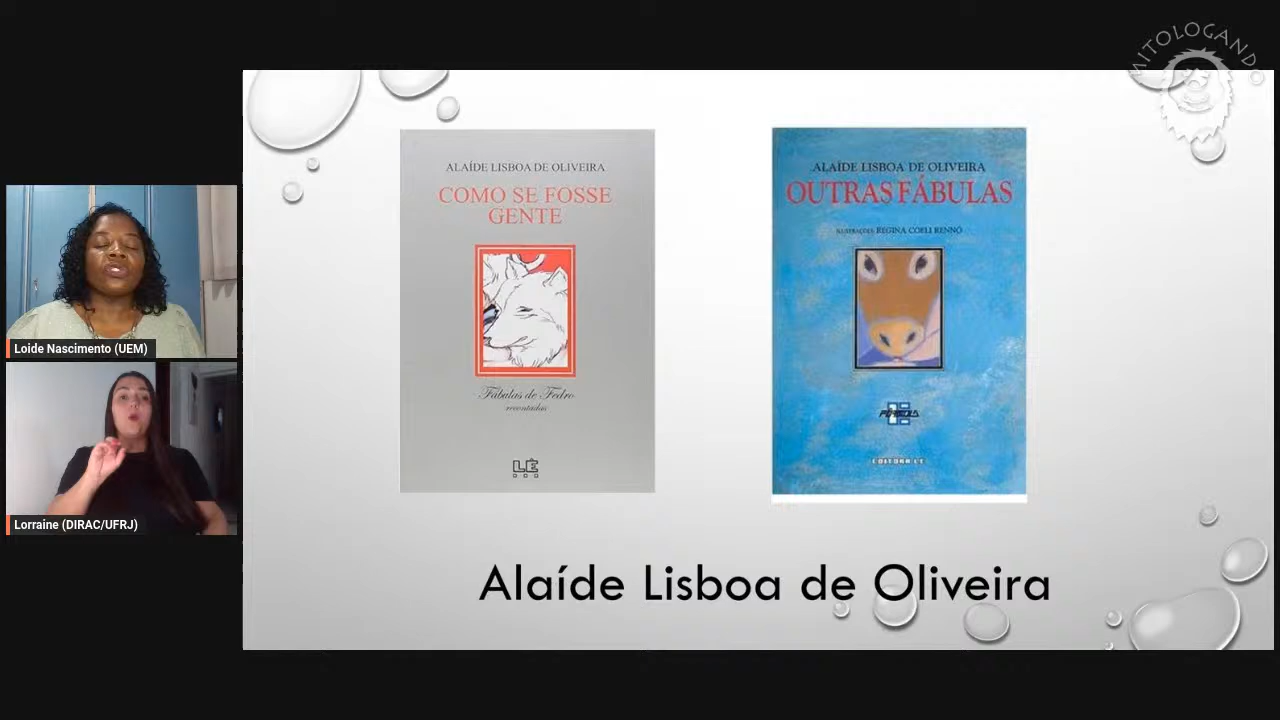 MITOLOGANDO
ALAÍDE LISBOA DE OLIVEIRA
COMO SE FOSSE
GENTE
Fábulas de Fedro
recontadas
LÊ
ALAÍDE LISBOA DE OLIVEIRA
OUTRAS FÁBULAS
ILUSTRAÇÕES REGINA COELI RENNÓ
EDITORA LÊ
Loide Nascimento (UEM)
Lorraine (DIRAC/UFRJ)
Alaíde Lisboa de Oliveira